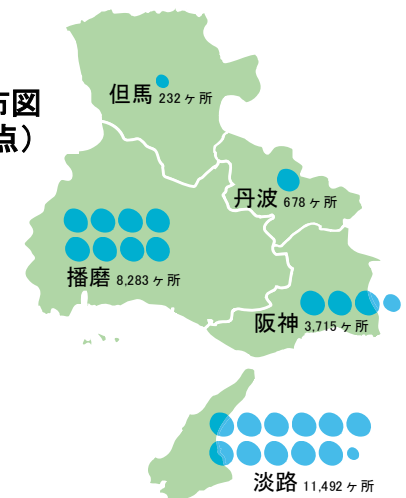 布図
点）
但馬 232ヶ所
丹波 678ヶ所
播磨 8,283ヶ所
阪神 3,715ヶ所
淡路 11,492ヶ所